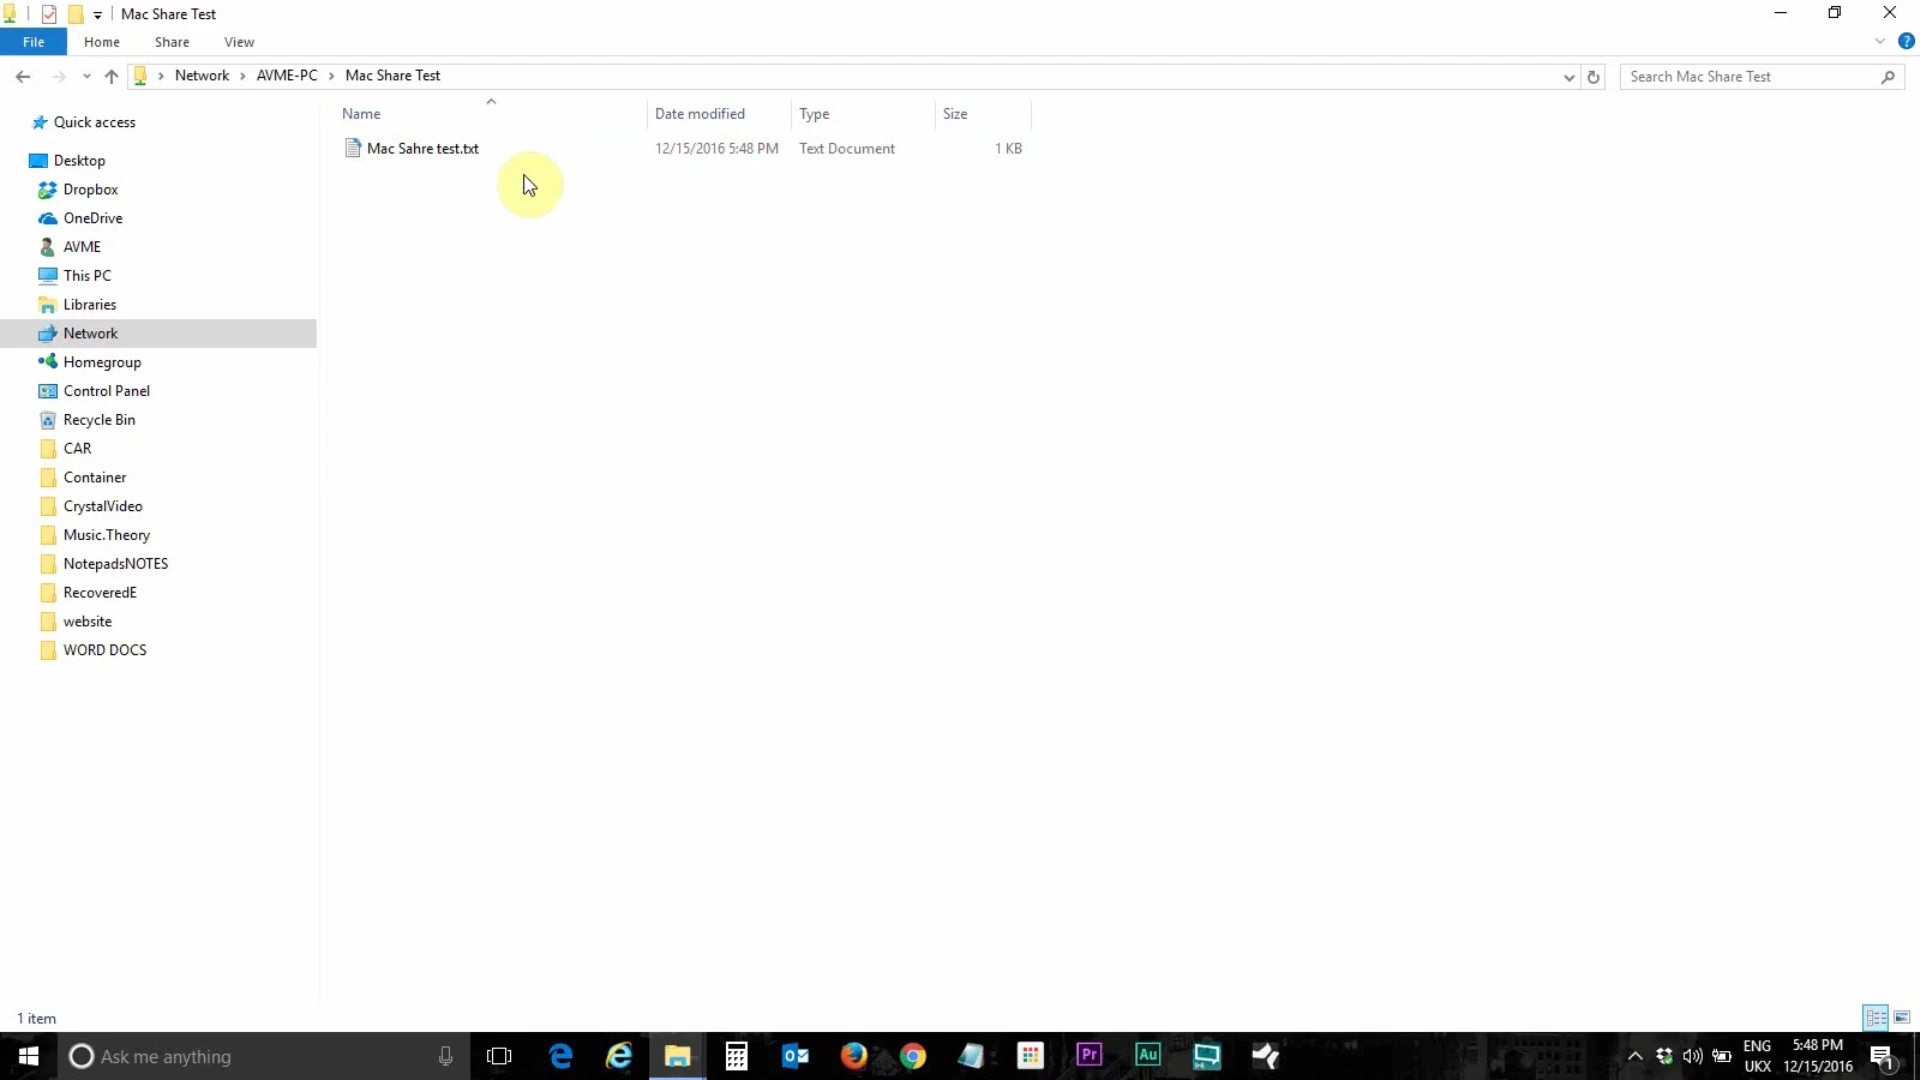 Mac Share Test
File Home Share View
Network AVME-PC Mac Share Test
Search Mac Share Test
Name Date modified Type Size
Mac Sahre test.txt 12/15/2016 5:48 PM Text Document 1 KB
Quick access
Desktop
Dropbox
OneDrive
AVME
This PC
Libraries
Network
Homegroup
Control Panel
Recycle Bin
CAR
Container
CrystalVideo
Music.Theory
NotepadsNOTES
RecoveredE
website
WORD DOCS
1 item
Ask me anything
Pr
Au
ENG
UKX
5:48 PM
12/15/2016
1